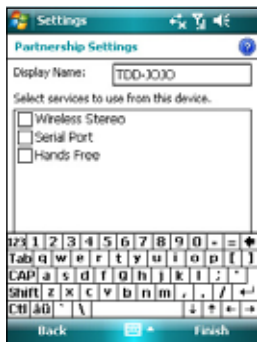 Settings
Partnership Settings
Display Name: TDD-JOJO
Select services to use from this device.
Wireless Stereo
Serial Port
Hands Free
123 1 2 3 4 5 6 7 8 9 0 - =
Tab q w e r t y u i o p [ ]
CAP a s d f g h j k l ; '
Shift z x c v b n m , . /
Ctl áü ` \
Back Finish